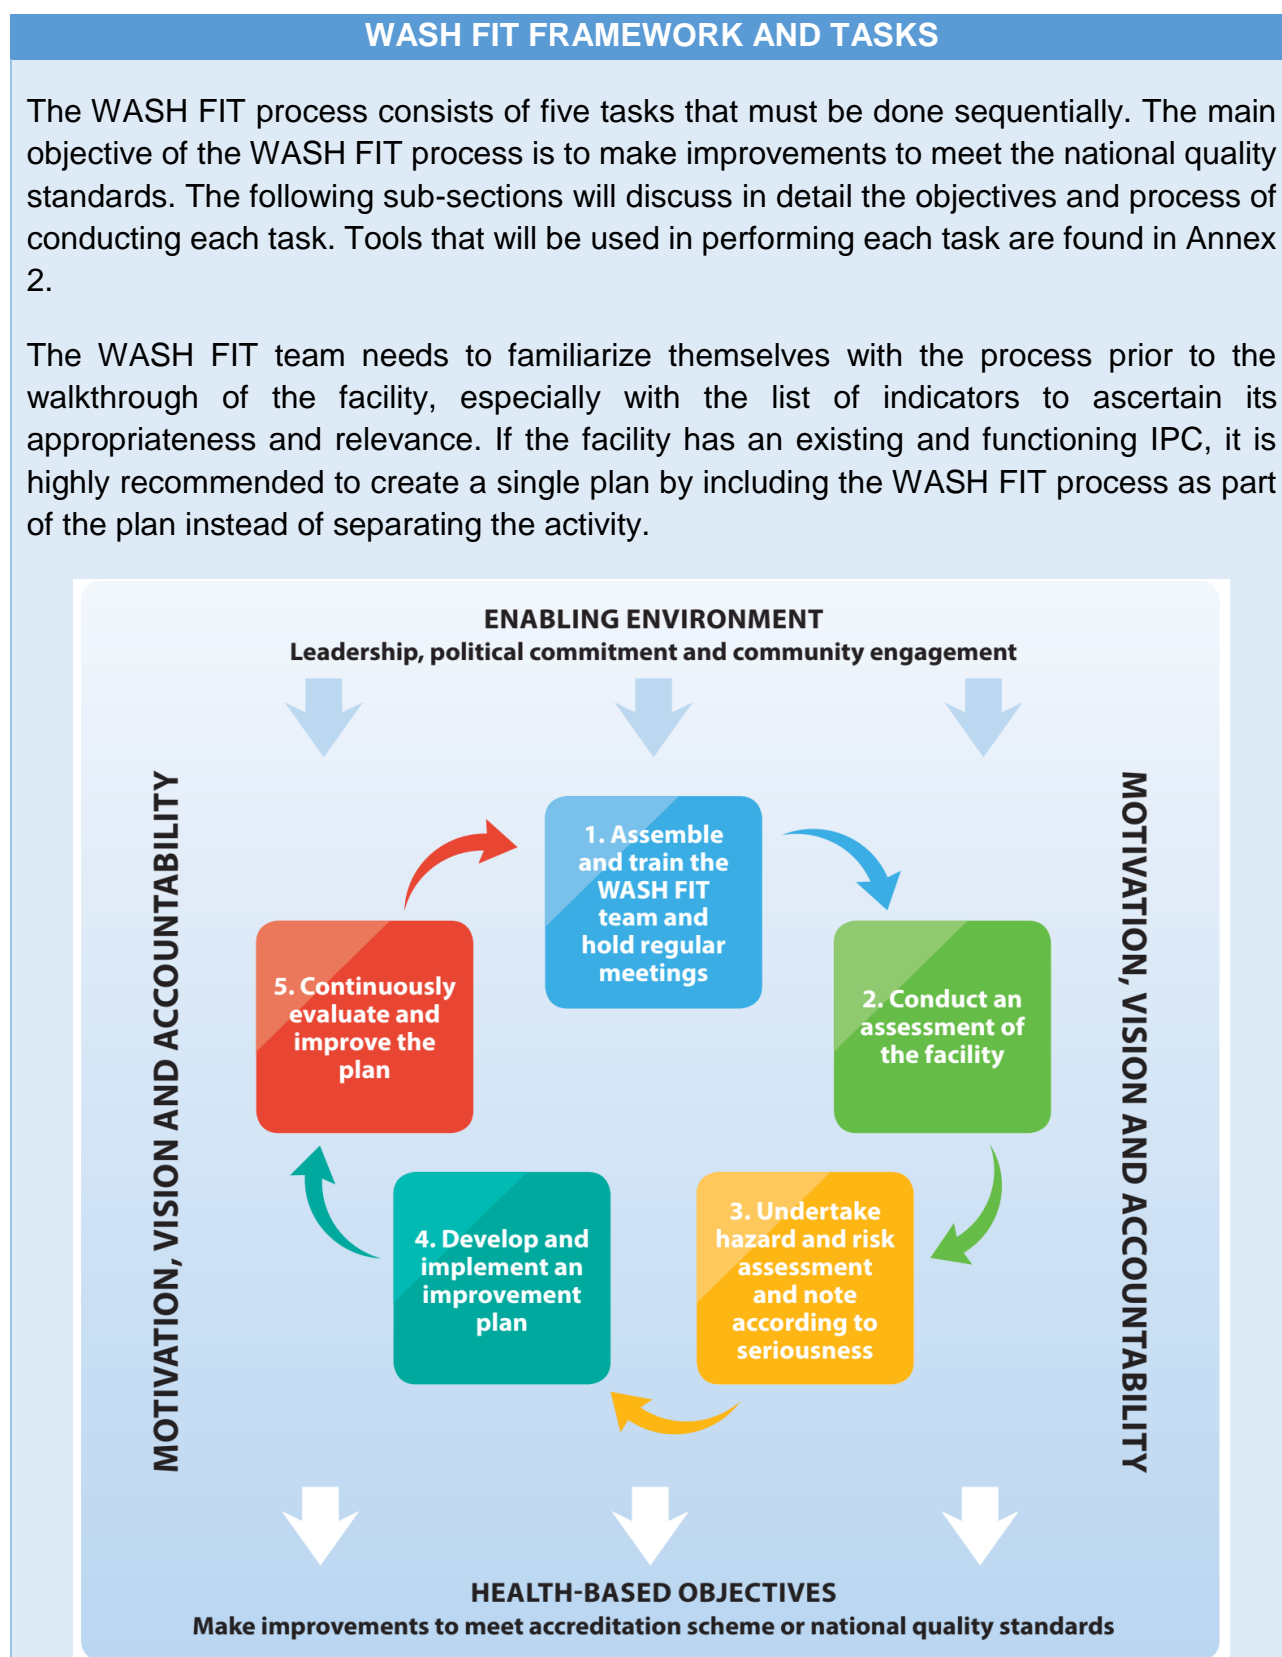 WASH FIT FRAMEWORK AND TASKS
The WASH FIT process consists of five tasks that must be done sequentially. The main
objective of the WASH FIT process is to make improvements to meet the national quality
standards. The following sub-sections will discuss in detail the objectives and process of
conducting each task. Tools that will be used in performing each task are found in Annex
2.
The WASH FIT team needs to familiarize themselves with the process prior to the
walkthrough of the facility, especially with the list of indicators to ascertain its
appropriateness and relevance. If the facility has an existing and functioning IPC, it is
highly recommended to create a single plan by including the WASH FIT process as part
of the plan instead of separating the activity.
ENABLING ENVIRONMENT
Leadership, political commitment and community engagement
MOTIVATION, VISION AND ACCOUNTABILITY
1. Assemble
and train the
WASH FIT
team and
hold regular
meetings
2. Conduct an
assessment of
the facility
3. Undertake
hazard and risk
assessment
and note
according to
seriousness
4. Develop and
implement an
improvement
plan
5. Continuously
evaluate and
improve the
plan
MOTIVATION, VISION AND ACCOUNTABILITY
HEALTH-BASED OBJECTIVES
Make improvements to meet accreditation scheme or national quality standards